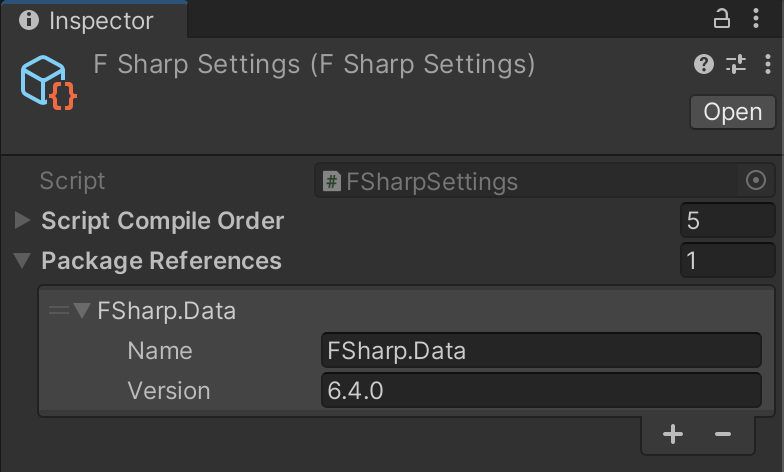 Inspector
F Sharp Settings (F Sharp Settings)
Open
Script FSharpSettings
Script Compile Order 5
Package References 1
FSharp.Data
Name FSharp.Data
Version 6.4.0